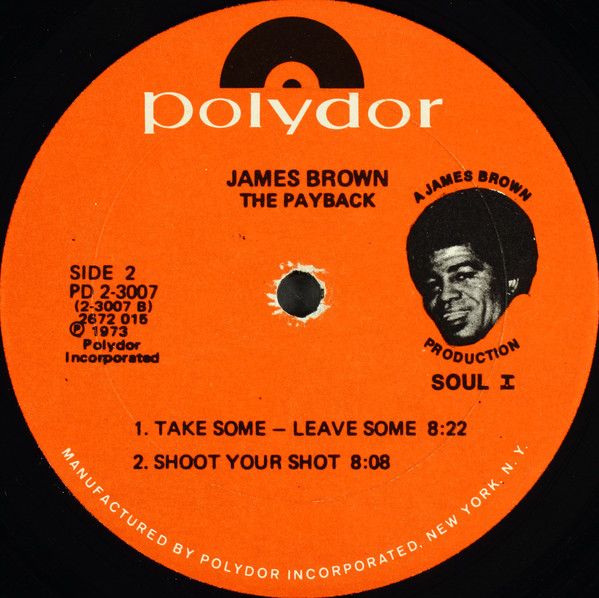 polydor
JAMES BROWN
THE PAYBACK
A JAMES BROWN
PRODUCTION
SOUL I
SIDE 2
PD 2-3007
(2-3007 B)
2672 015
Ⓟ 1973
Polydor
Incorporated
1. TAKE SOME – LEAVE SOME 8:22
2. SHOOT YOUR SHOT 8:08
MANUFACTURED BY POLYDOR INCORPORATED, NEW YORK, N.Y.